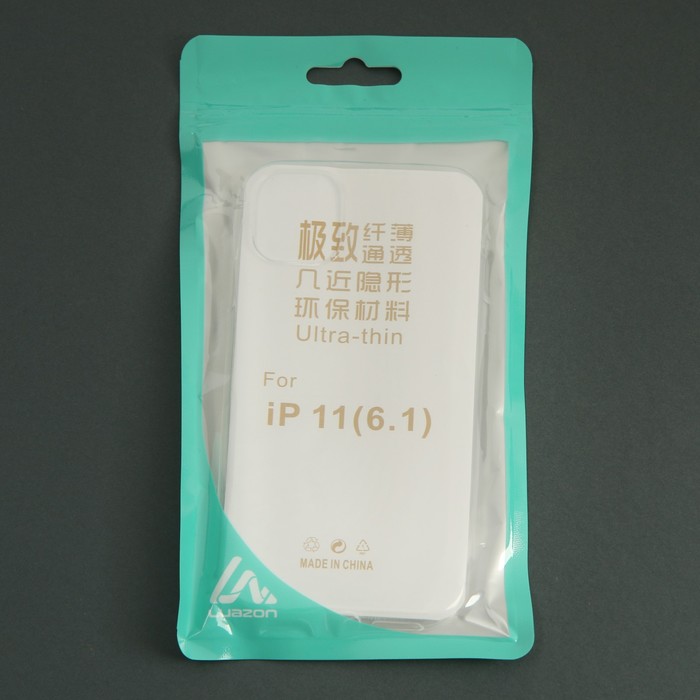 极致纤薄
通透
几近隐形
环保材料
Ultra-thin
For
iP 11(6.1)
MADE IN CHINA
Luazon